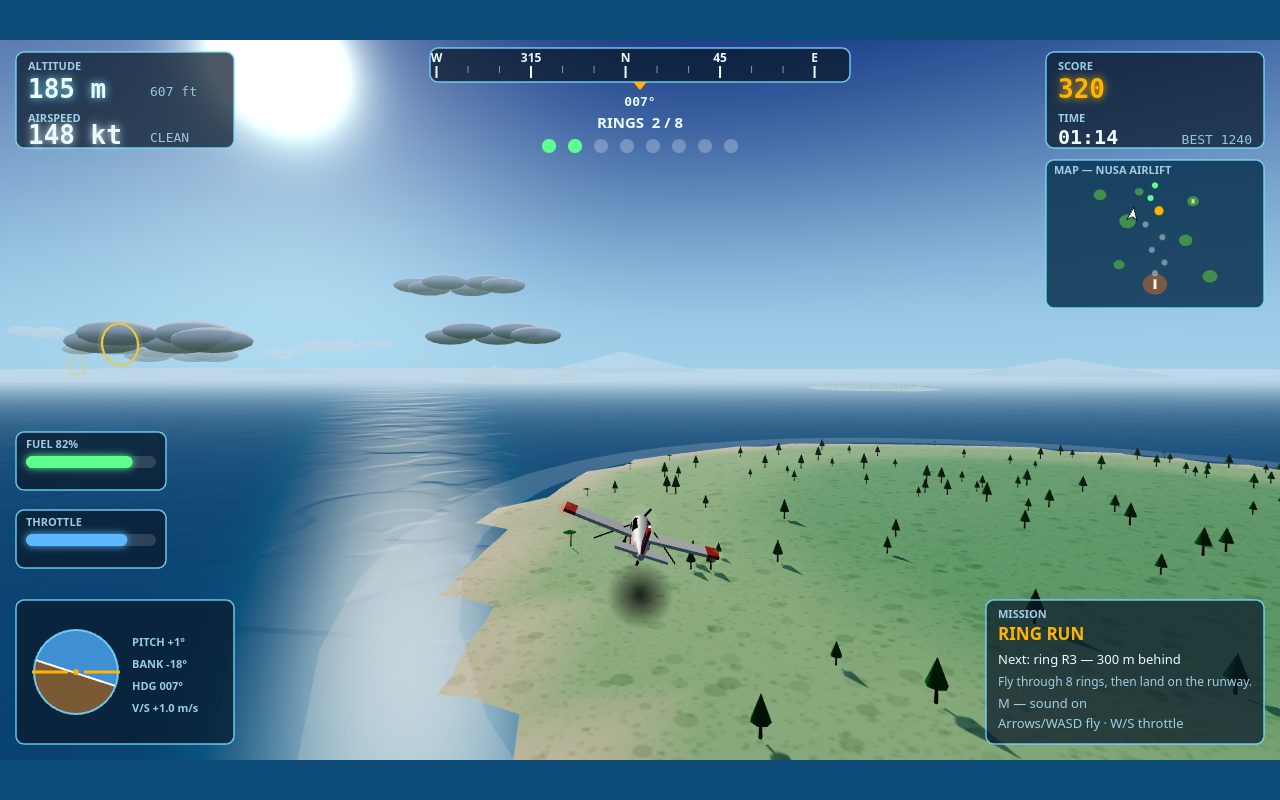 ALTITUDE
185 m 607 ft
AIRSPEED
148 kt CLEAN
W 315 N 45 E
007°
RINGS 2 / 8
SCORE
320
TIME
01:14 BEST 1240
MAP — NUSA AIRLIFT
FUEL 82%
THROTTLE
PITCH +1°
BANK -18°
HDG 007°
V/S +1.0 m/s
MISSION
RING RUN
Next: ring R3 — 300 m behind
Fly through 8 rings, then land on the runway.
M — sound on
Arrows/WASD fly · W/S throttle